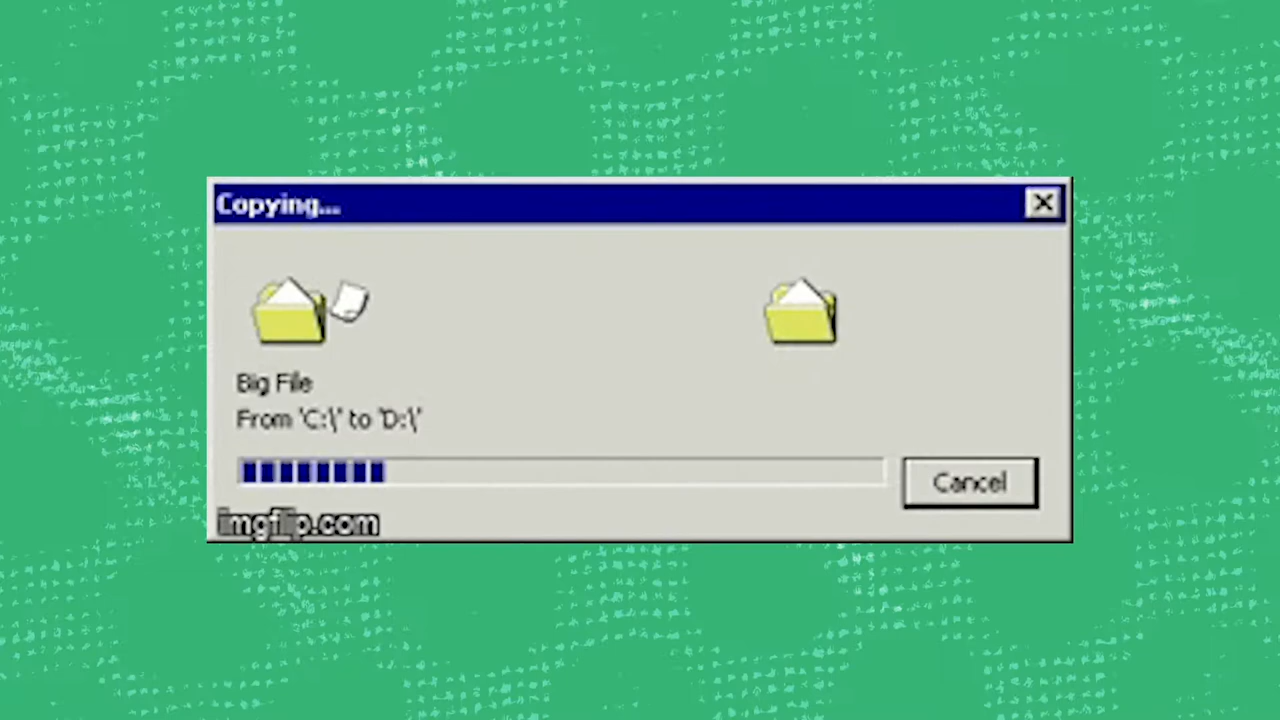 Copying...
Big File
From 'C:\' to 'D:\'
Cancel
imgflip.com